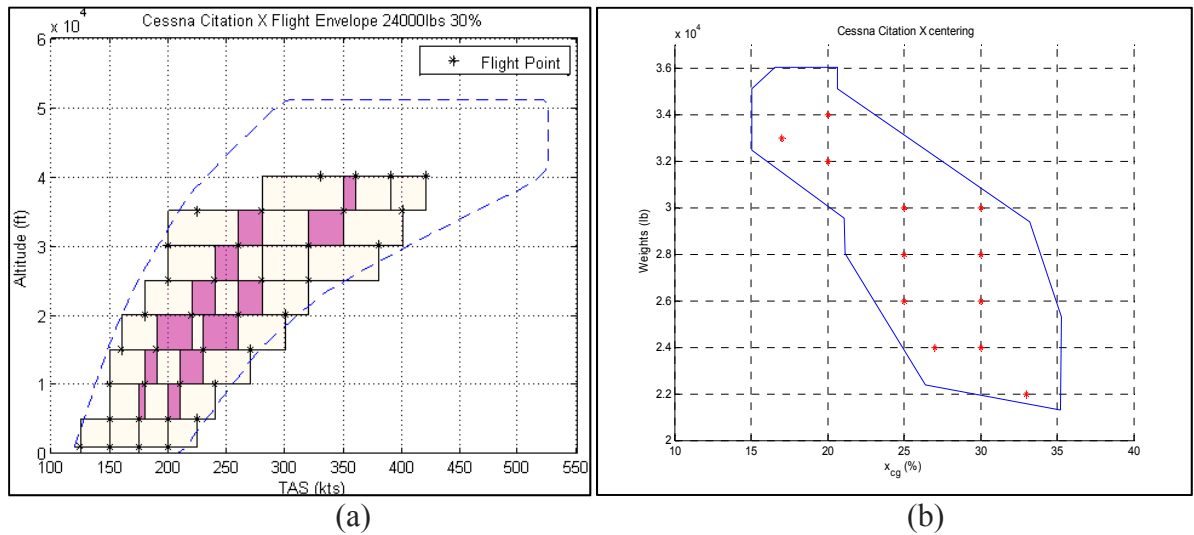 Cessna Citation X Flight Envelope 24000lbs 30%
x 10^4
Flight Point
6
5
4
3
2
1
0
Altitude (ft)
100 150 200 250 300 350 400 450 500 550
TAS (kts)
(a)
Cessna Citation X centering
x 10^4
3.6
3.4
3.2
3
2.8
2.6
2.4
2.2
2
Weights (lb)
10 15 20 25 30 35 40
x_cg (%)
(b)